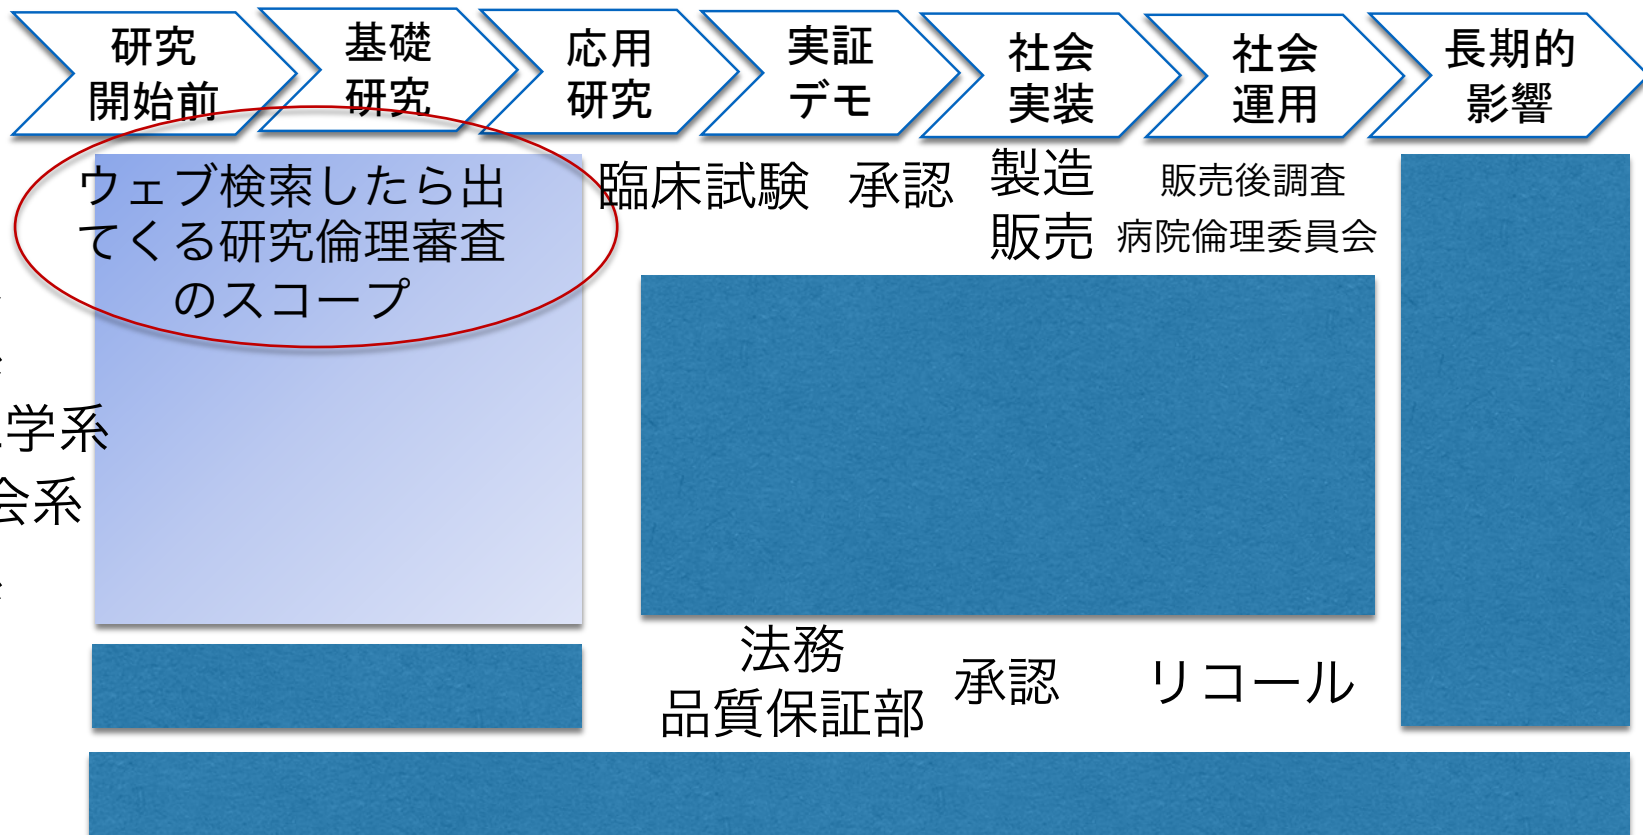 研究
開始前
基礎
研究
応用
研究
実証
デモ
社会
実装
社会
運用
長期的
影響
ウェブ検索したら出
てくる研究倫理審査
のスコープ
臨床試験
承認
製造
販売
販売後調査
病院倫理委員会
学系
会系
法務
品質保証部
承認
リコール